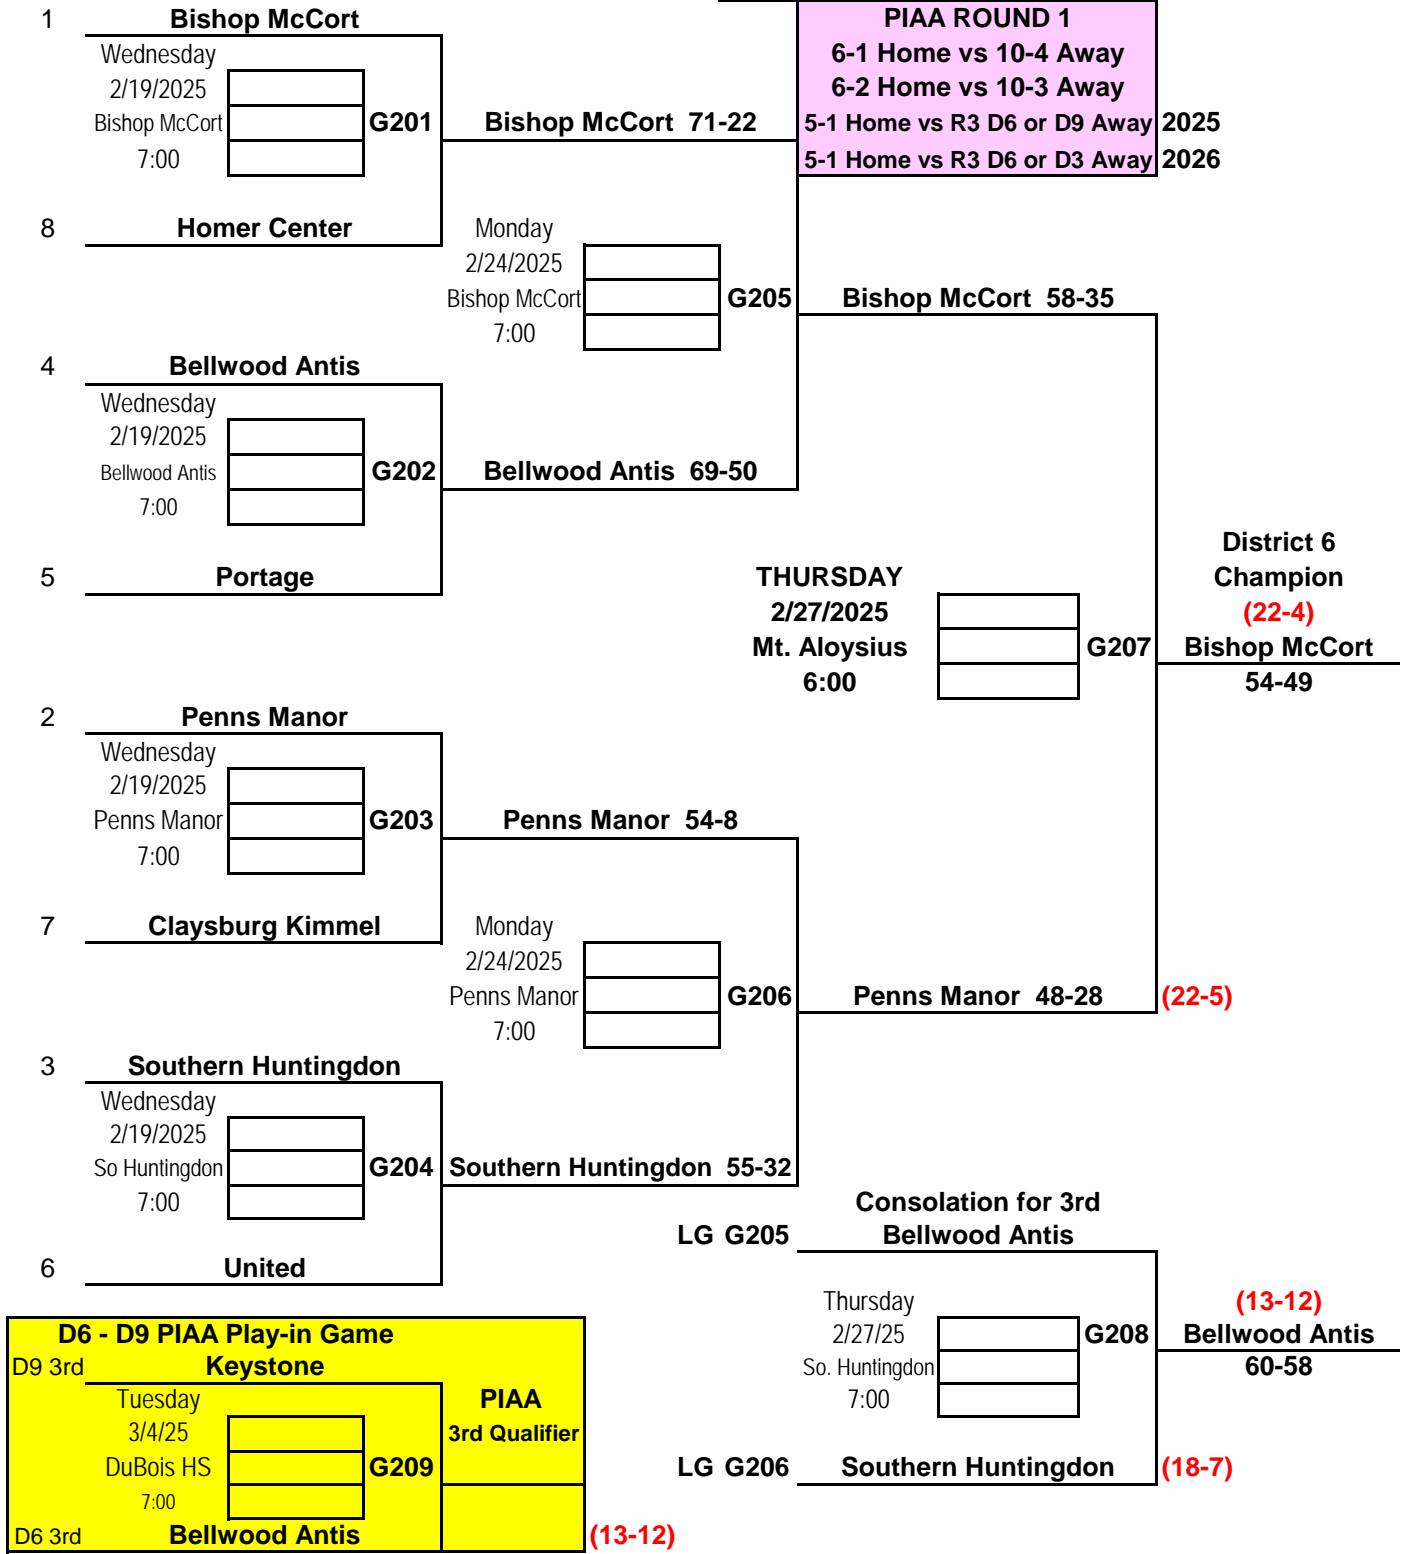 1 Bishop McCort
PIAA ROUND 1
6-1 Home vs 10-4 Away
6-2 Home vs 10-3 Away
5-1 Home vs R3 D6 or D9 Away 2025
5-1 Home vs R3 D6 or D3 Away 2026
Wednesday
2/19/2025
Bishop McCort
7:00
G201
Bishop McCort 71-22
8 Homer Center
Monday
2/24/2025
Bishop McCort
7:00
G205
Bishop McCort 58-35
4 Bellwood Antis
Wednesday
2/19/2025
Bellwood Antis
7:00
G202
Bellwood Antis 69-50
5 Portage
THURSDAY
2/27/2025
Mt. Aloysius
6:00
G207
District 6
Champion
(22-4)
Bishop McCort
54-49
2 Penns Manor
Wednesday
2/19/2025
Penns Manor
7:00
G203
Penns Manor 54-8
7 Claysburg Kimmel
Monday
2/24/2025
Penns Manor
7:00
G206
Penns Manor 48-28 (22-5)
3 Southern Huntingdon
Wednesday
2/19/2025
So Huntingdon
7:00
G204
Southern Huntingdon 55-32
6 United
Consolation for 3rd
LG G205 Bellwood Antis
Thursday
2/27/25
So. Huntingdon
7:00
G208
(13-12)
Bellwood Antis
60-58
LG G206 Southern Huntingdon (18-7)
D6 - D9 PIAA Play-in Game
D9 3rd Keystone
Tuesday
3/4/25
DuBois HS
7:00
G209
PIAA
3rd Qualifier
D6 3rd Bellwood Antis (13-12)